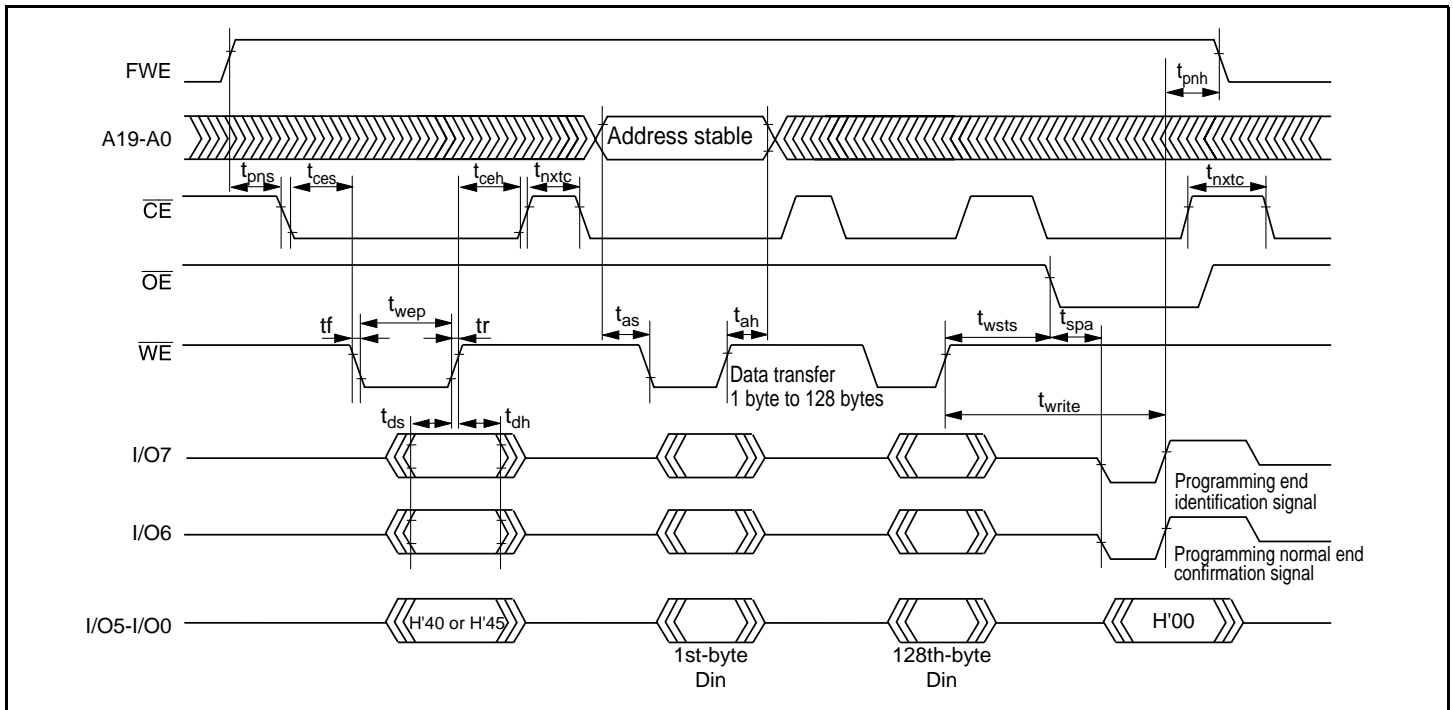 FWE
tpnh
A19-A0
Address stable
tpns
tces
tceh
tnxtc
tnxtc
CE
OE
twep
tf
tr
tas
tah
twsts
tspa
WE
Data transfer
1 byte to 128 bytes
twrite
tds
tdh
I/O7
Programming end
identification signal
I/O6
Programming normal end
confirmation signal
I/O5-I/O0
H'40 or H'45
H'00
1st-byte
Din
128th-byte
Din